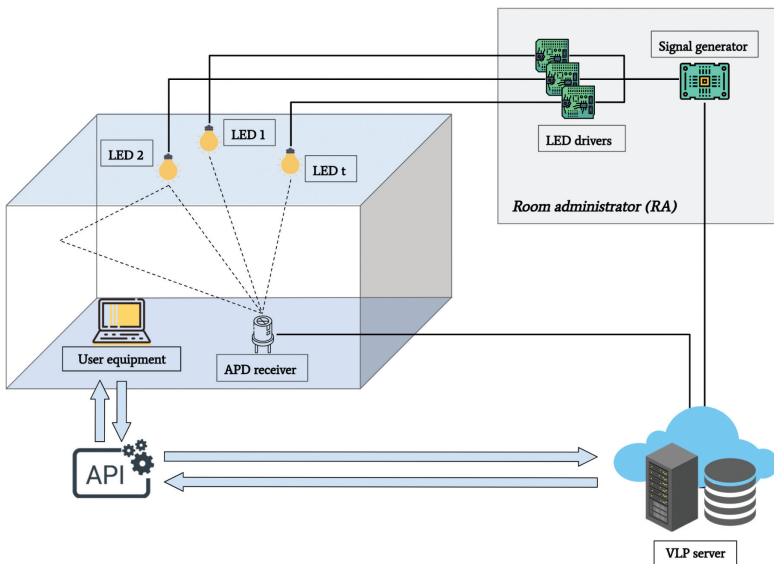 Signal generator
LED drivers
Room administrator (RA)
LED 1
LED 2
LED t
User equipment
APD receiver
API
VLP server